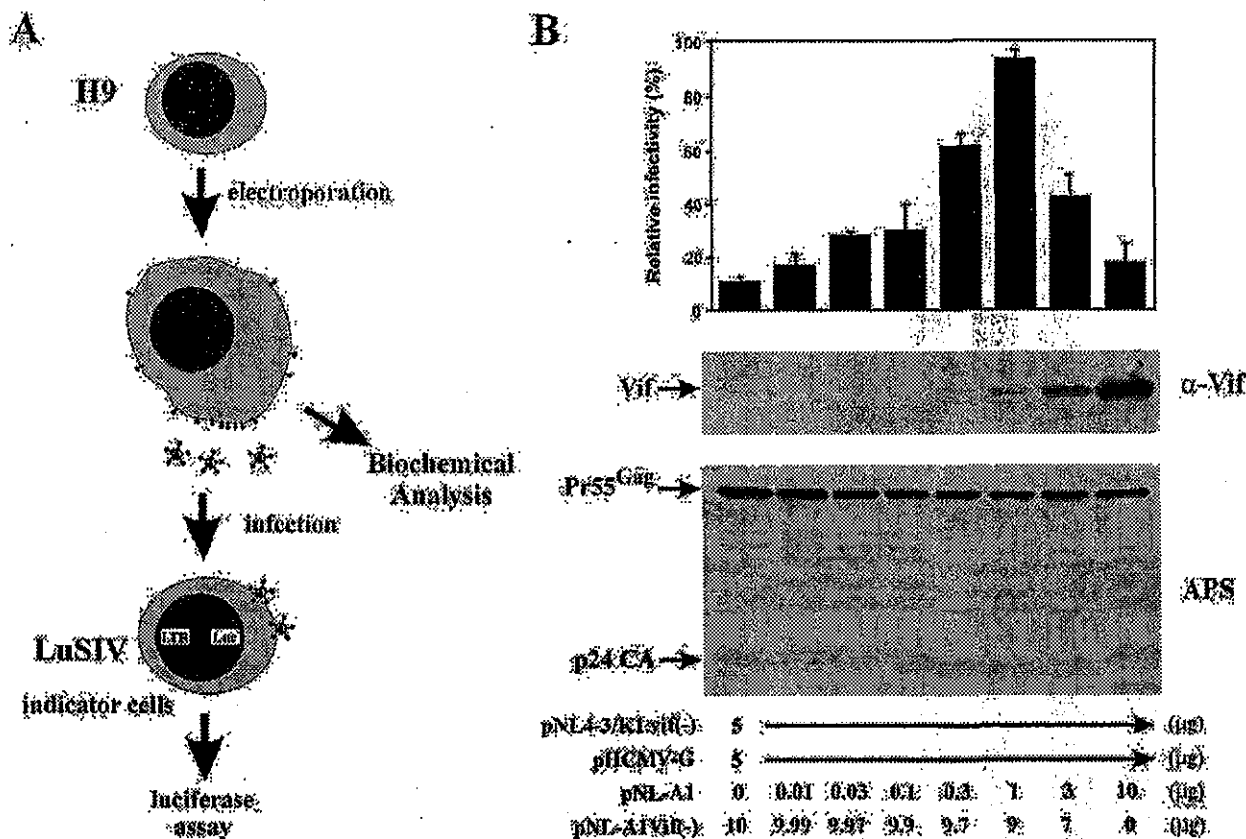 A
H9
electroporation
Biochemical
Analysis
infection
LuSIV
LTR Luc
indicator cells
luciferase
assay
B
Relative infectivity (%)
100
80
60
40
20
0
Vif
α-Vif
Pr55Gag
APS
p24 CA
pNL4-3/K1vif(-) 5 (µg)
pHCMV-G 5 (µg)
pNL-A1 0 0.01 0.03 0.1 0.3 1 3 10 (µg)
pNL-A1vif(-) 10 9.99 9.97 9.9 9.7 9 7 0 (µg)